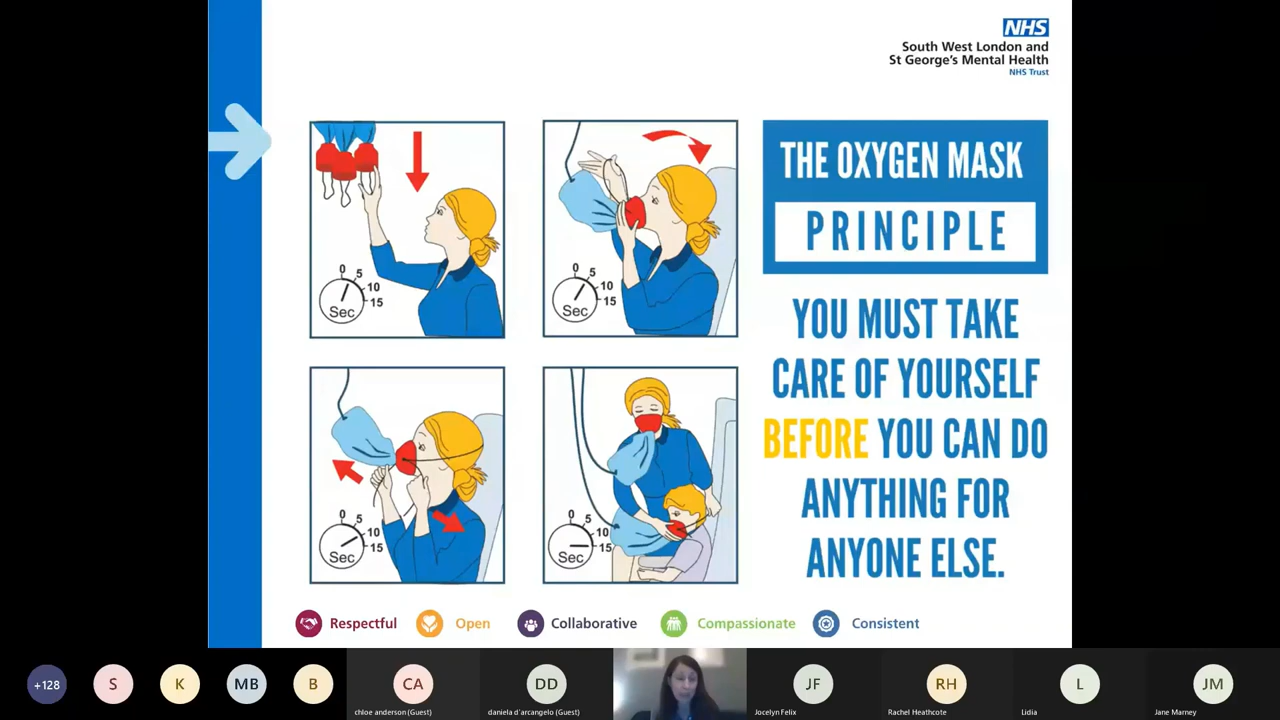 NHS
South West London and
St George's Mental Health
NHS Trust
THE OXYGEN MASK
PRINCIPLE
YOU MUST TAKE
CARE OF YOURSELF
BEFORE YOU CAN DO
ANYTHING FOR
ANYONE ELSE.
0
5
10
15
Sec
0
5
10
15
Sec
0
5
10
15
Sec
0
5
10
15
Sec
Respectful
Open
Collaborative
Compassionate
Consistent
+128
S
K
MB
B
CA
chloe anderson (Guest)
DD
daniela d'arcangelo (Guest)
JF
Jocelyn Felix
RH
Rachel Heathcote
L
Lidia
JM
Jane Marney